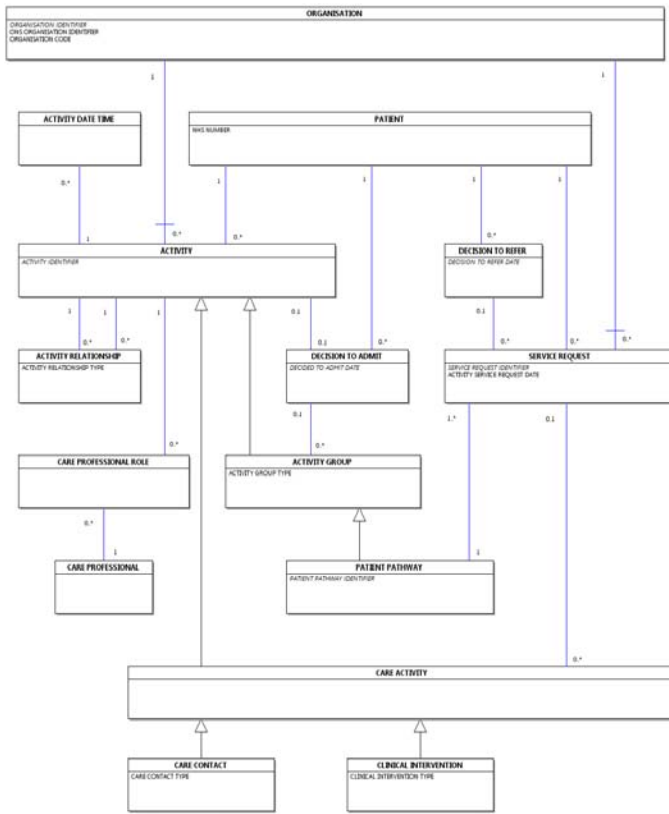 ORGANISATION
ORGANISATION IDENTIFIER
ONS ORGANISATION IDENTIFIER
ORGANISATION CODE
1
1
ACTIVITY DATE TIME
PATIENT
NHS NUMBER
0.*
1
1
1
1
1
0.*
0.*
0.*
ACTIVITY
ACTIVITY IDENTIFIER
DECISION TO REFER
DECISION TO REFER DATE
1
1
1
0.1
0.1
0.*
0.*
0.1
0.*
0.*
0.*
0.*
ACTIVITY RELATIONSHIP
ACTIVITY RELATIONSHIP TYPE
DECISION TO ADMIT
DECIDED TO ADMIT DATE
SERVICE REQUEST
SERVICE REQUEST IDENTIFIER
ACTIVITY SERVICE REQUEST DATE
0.1
1.*
0.1
0.*
0.*
CARE PROFESSIONAL ROLE
ACTIVITY GROUP
ACTIVITY GROUP TYPE
0.*
1
1
CARE PROFESSIONAL
PATIENT PATHWAY
PATIENT PATHWAY IDENTIFIER
0.*
CARE ACTIVITY
CARE CONTACT
CARE CONTACT TYPE
CLINICAL INTERVENTION
CLINICAL INTERVENTION TYPE